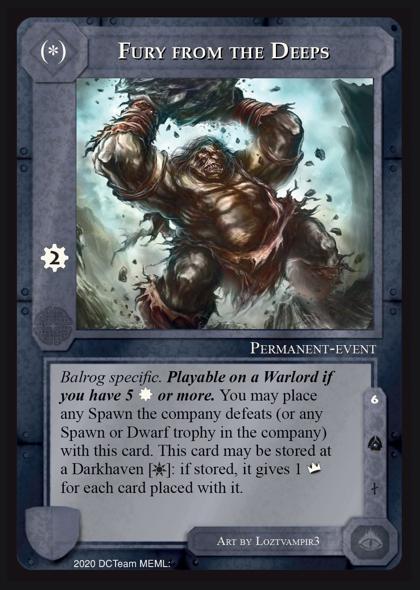 (*)
Fury from the Deeps
2
Permanent-event
Balrog specific. Playable on a Warlord if
you have 5 or more. You may place
any Spawn the company defeats (or any
Spawn or Dwarf trophy in the company)
with this card. This card may be stored at
a Darkhaven [ ]: if stored, it gives 1
for each card placed with it.
6
Art by Loztvampir3
2020 DCTeam MEML: